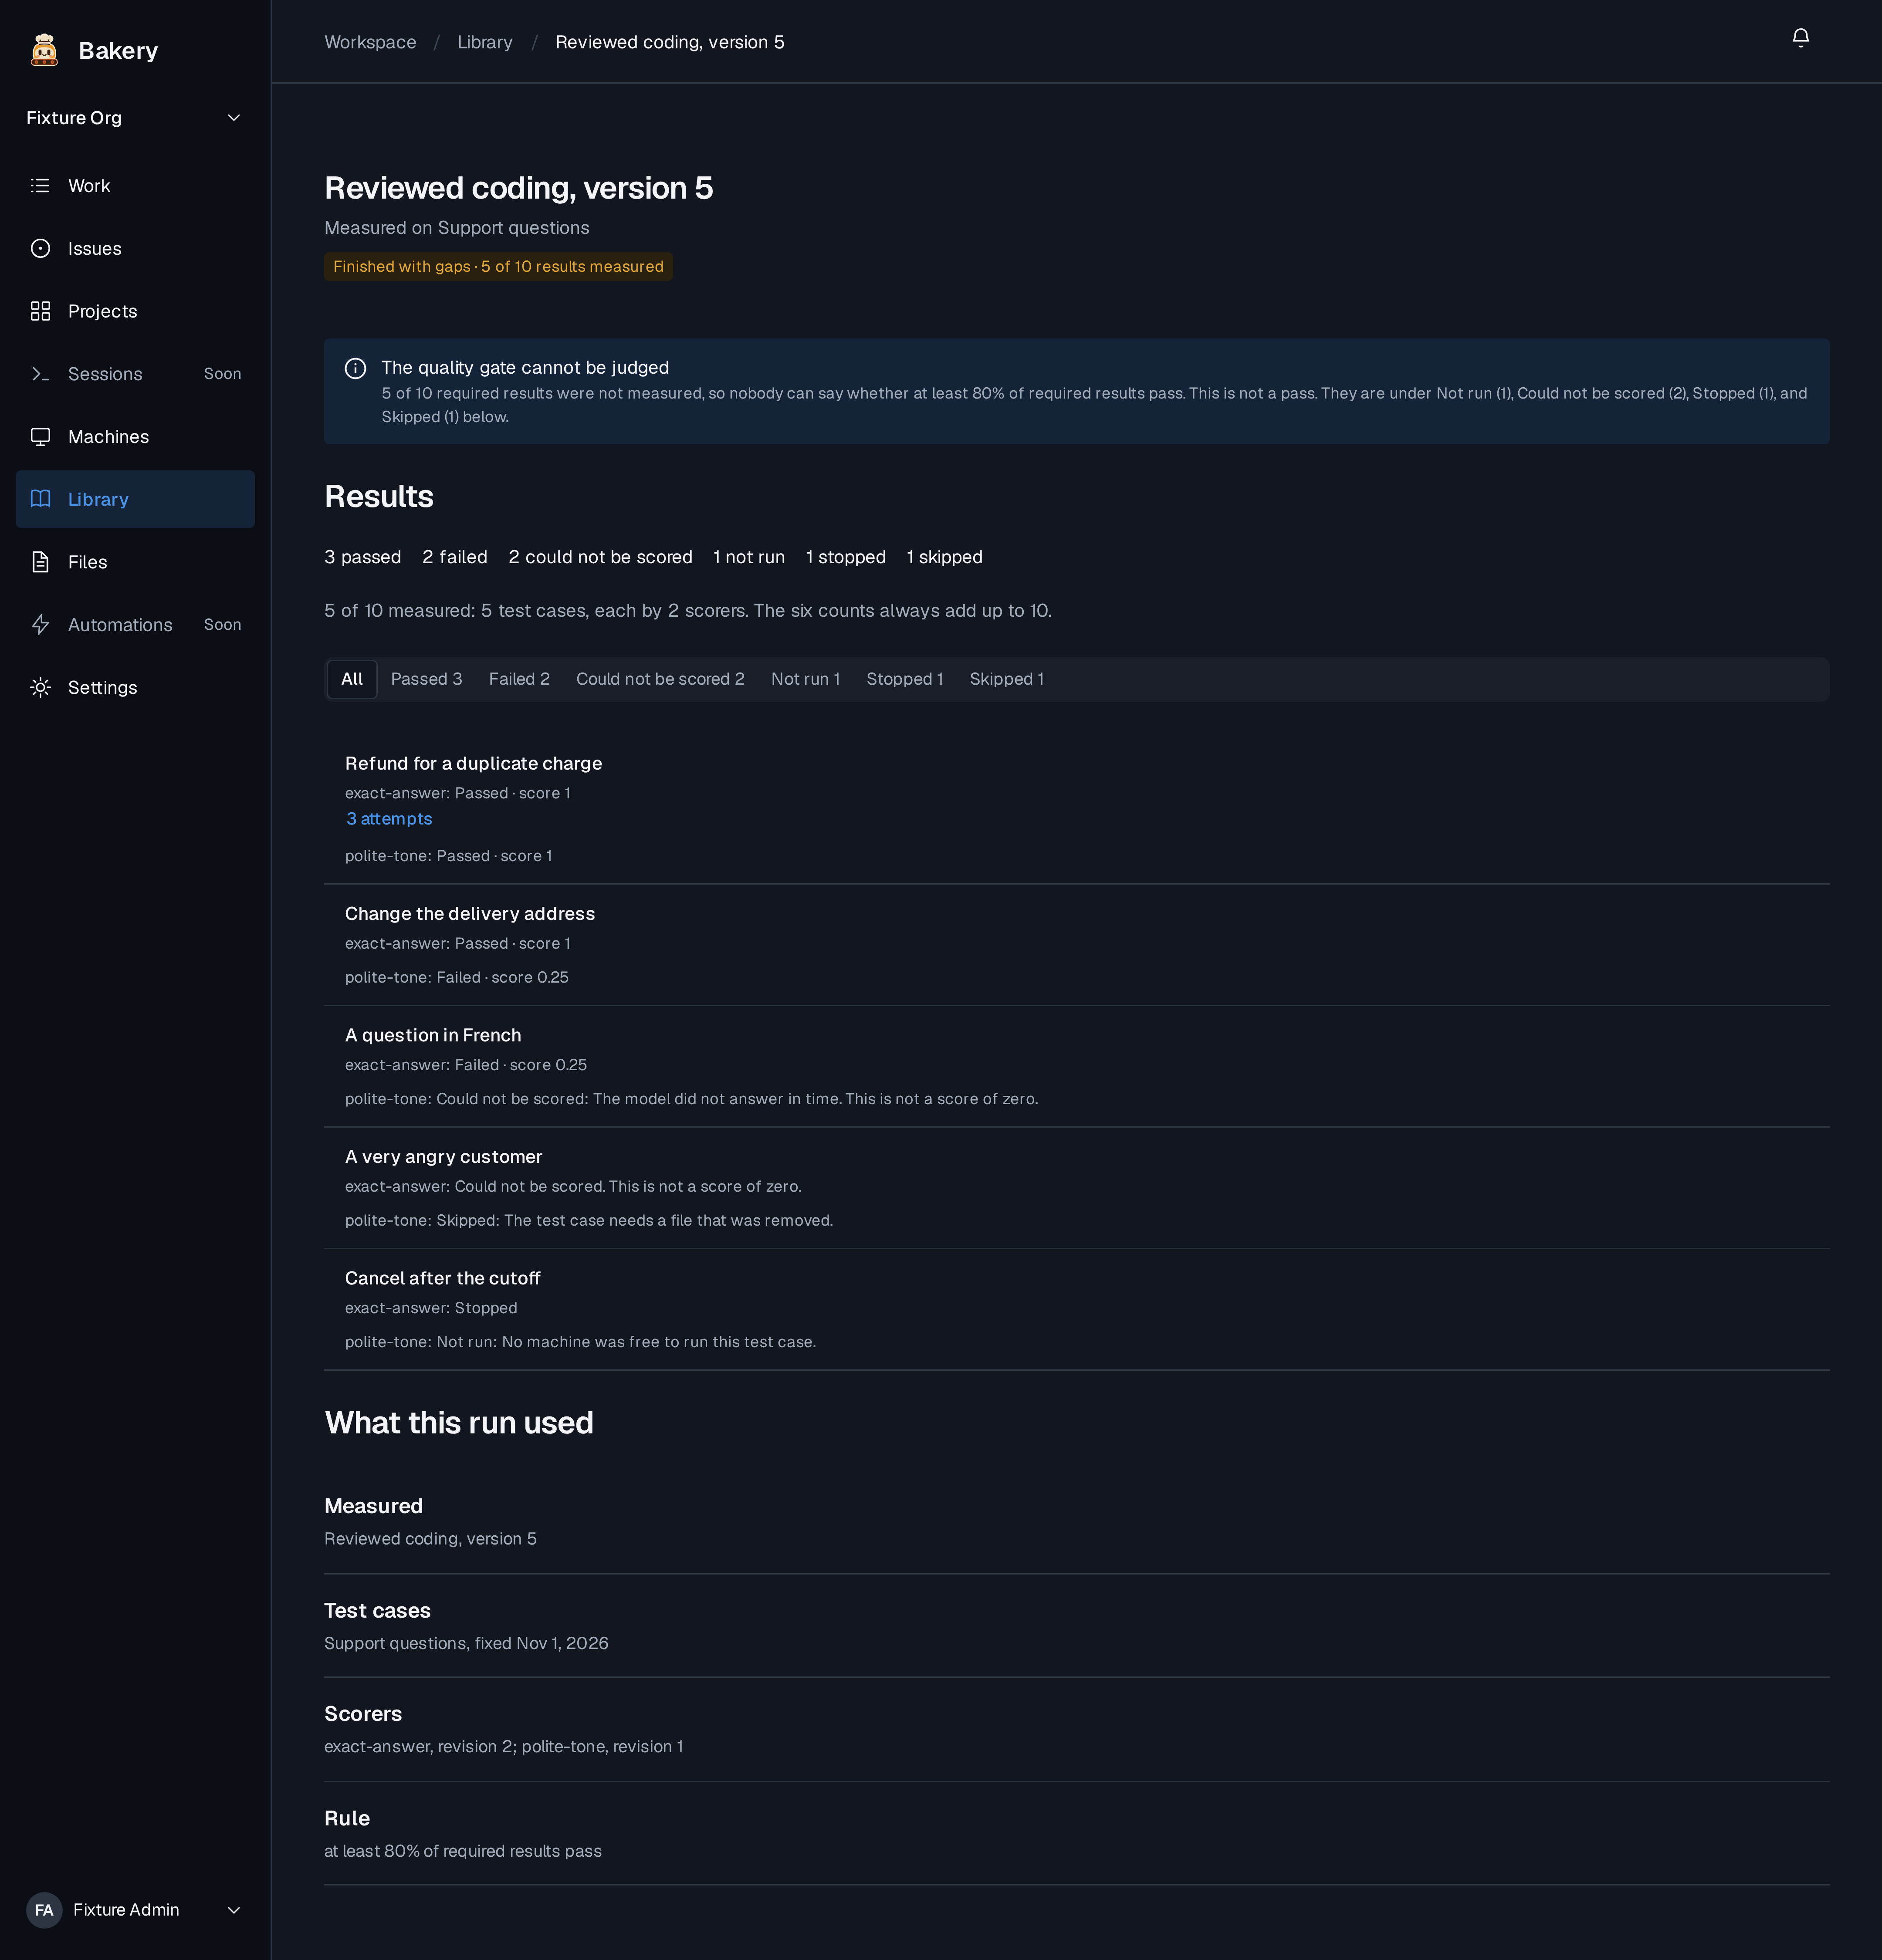 Bakery
Fixture Org
Work
Issues
Projects
Sessions Soon
Machines
Library
Files
Automations Soon
Settings
FA Fixture Admin
Workspace / Library / Reviewed coding, version 5
Reviewed coding, version 5
Measured on Support questions
Finished with gaps · 5 of 10 results measured
The quality gate cannot be judged
5 of 10 required results were not measured, so nobody can say whether at least 80% of required results pass. This is not a pass. They are under Not run (1), Could not be scored (2), Stopped (1), and
Skipped (1) below.
Results
3 passed 2 failed 2 could not be scored 1 not run 1 stopped 1 skipped
5 of 10 measured: 5 test cases, each by 2 scorers. The six counts always add up to 10.
All Passed 3 Failed 2 Could not be scored 2 Not run 1 Stopped 1 Skipped 1
Refund for a duplicate charge
exact-answer: Passed · score 1
3 attempts
polite-tone: Passed · score 1
Change the delivery address
exact-answer: Passed · score 1
polite-tone: Failed · score 0.25
A question in French
exact-answer: Failed · score 0.25
polite-tone: Could not be scored: The model did not answer in time. This is not a score of zero.
A very angry customer
exact-answer: Could not be scored. This is not a score of zero.
polite-tone: Skipped: The test case needs a file that was removed.
Cancel after the cutoff
exact-answer: Stopped
polite-tone: Not run: No machine was free to run this test case.
What this run used
Measured
Reviewed coding, version 5
Test cases
Support questions, fixed Nov 1, 2026
Scorers
exact-answer, revision 2; polite-tone, revision 1
Rule
at least 80% of required results pass